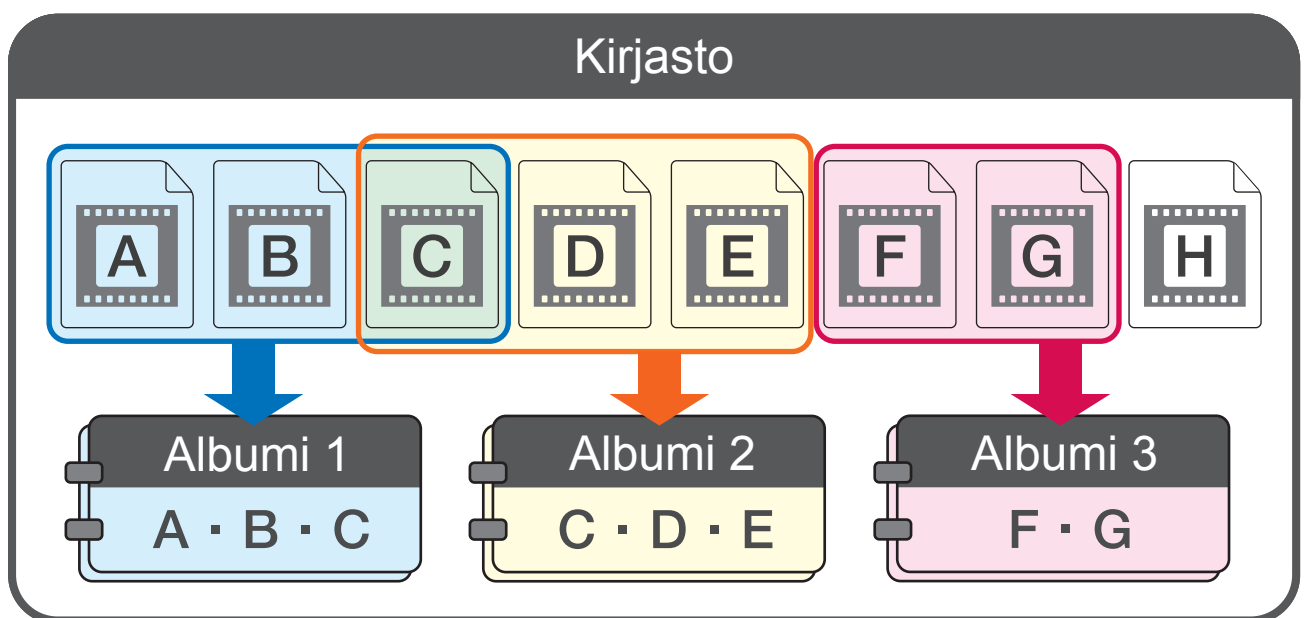 Kirjasto
A B C D E F G H
Albumi 1 Albumi 2 Albumi 3
A · B · C C · D · E F · G